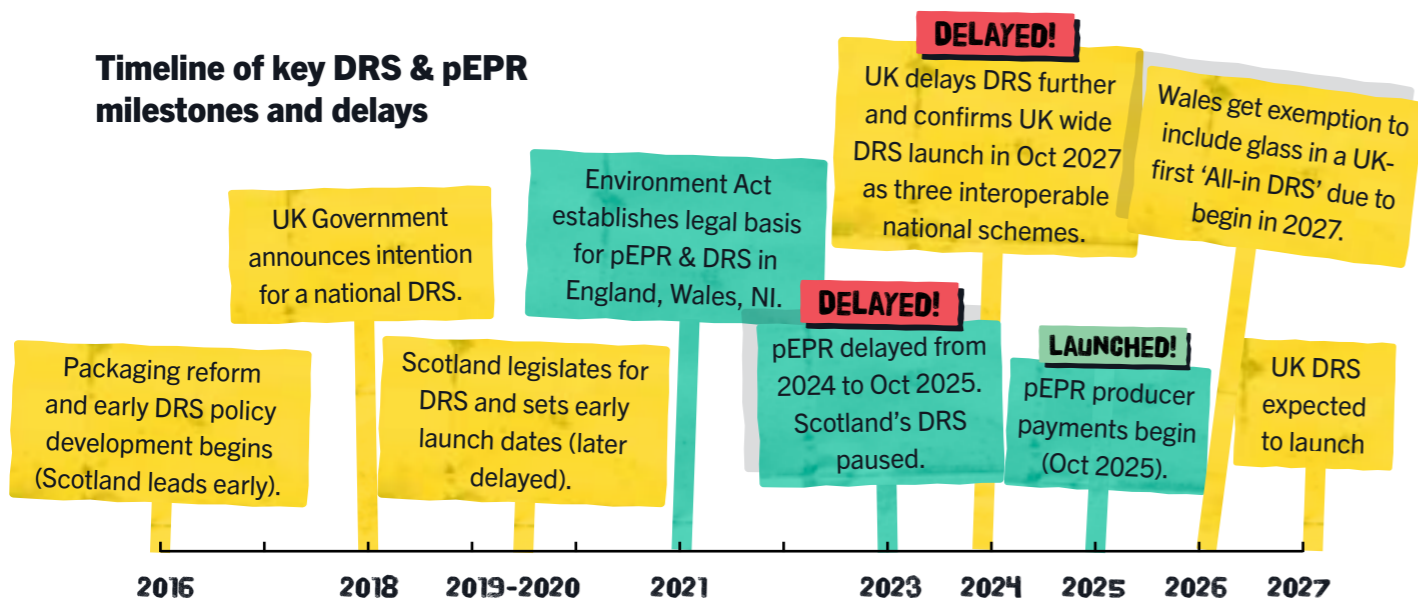 Timeline of key DRS & pEPR
milestones and delays
Packaging reform
and early DRS policy
development begins
(Scotland leads early).
UK Government
announces intention
for a national DRS.
Scotland legislates for
DRS and sets early
launch dates (later
delayed).
Environment Act
establishes legal basis
for pEPR & DRS in
England, Wales, NI.
DELAYED!
pEPR delayed from
2024 to Oct 2025.
Scotland’s DRS
paused.
DELAYED!
UK delays DRS further
and confirms UK wide
DRS launch in Oct 2027
as three interoperable
national schemes.
LAUNCHED!
pEPR producer
payments begin
(Oct 2025).
Wales get exemption to
include glass in a UK-
first ‘All-in DRS’ due to
begin in 2027.
UK DRS
expected
to launch
2016
2018
2019-2020
2021
2023
2024
2025
2026
2027